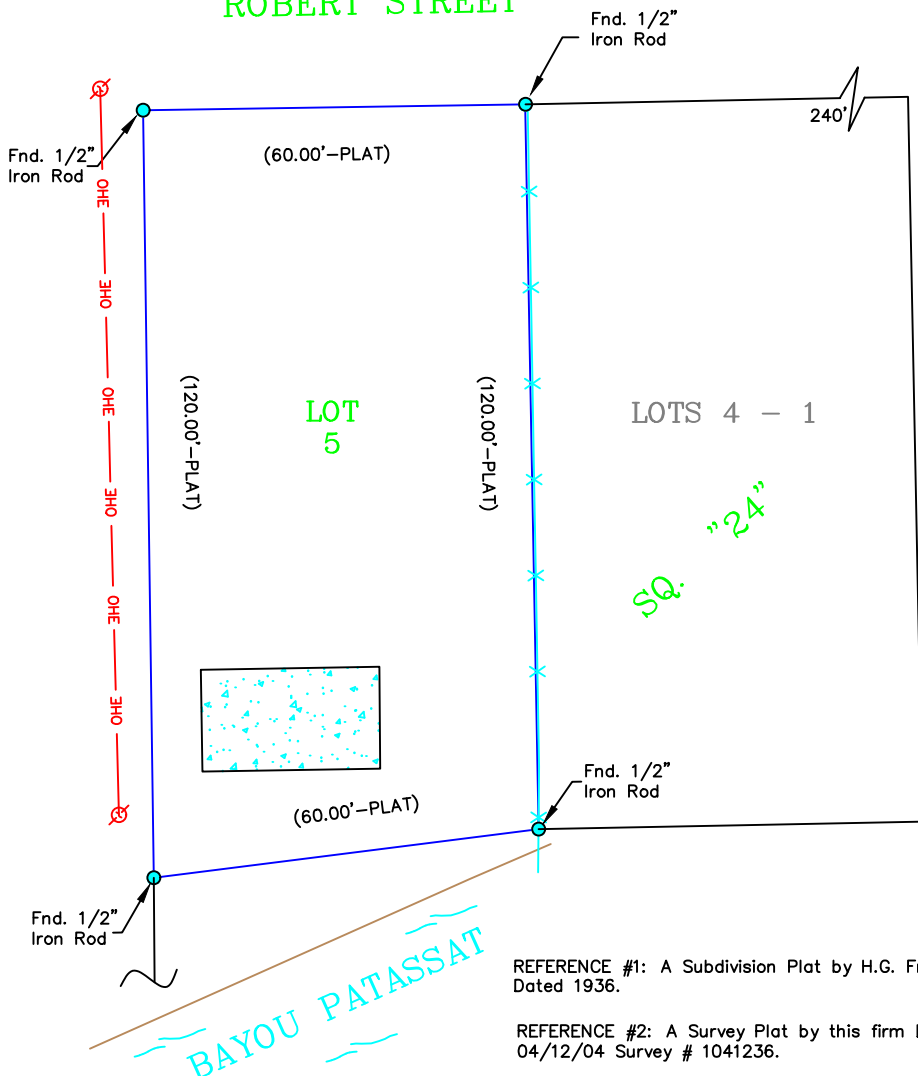 ROBERT STREET
Fnd. 1/2"
Iron Rod
240'
Fnd. 1/2"
Iron Rod
(60.00'-PLAT)
OHE
OHE
OHE
OHE
OHE
OHE
(120.00'-PLAT)
LOT
5
(120.00'-PLAT)
LOTS 4 - 1
SQ. "24"
(60.00'-PLAT)
Fnd. 1/2"
Iron Rod
Fnd. 1/2"
Iron Rod
BAYOU PATASSAT
REFERENCE #1: A Subdivision Plat by H.G.
Dated 1936.
REFERENCE #2: A Survey Plat by this firm
04/12/04 Survey # 1041236.